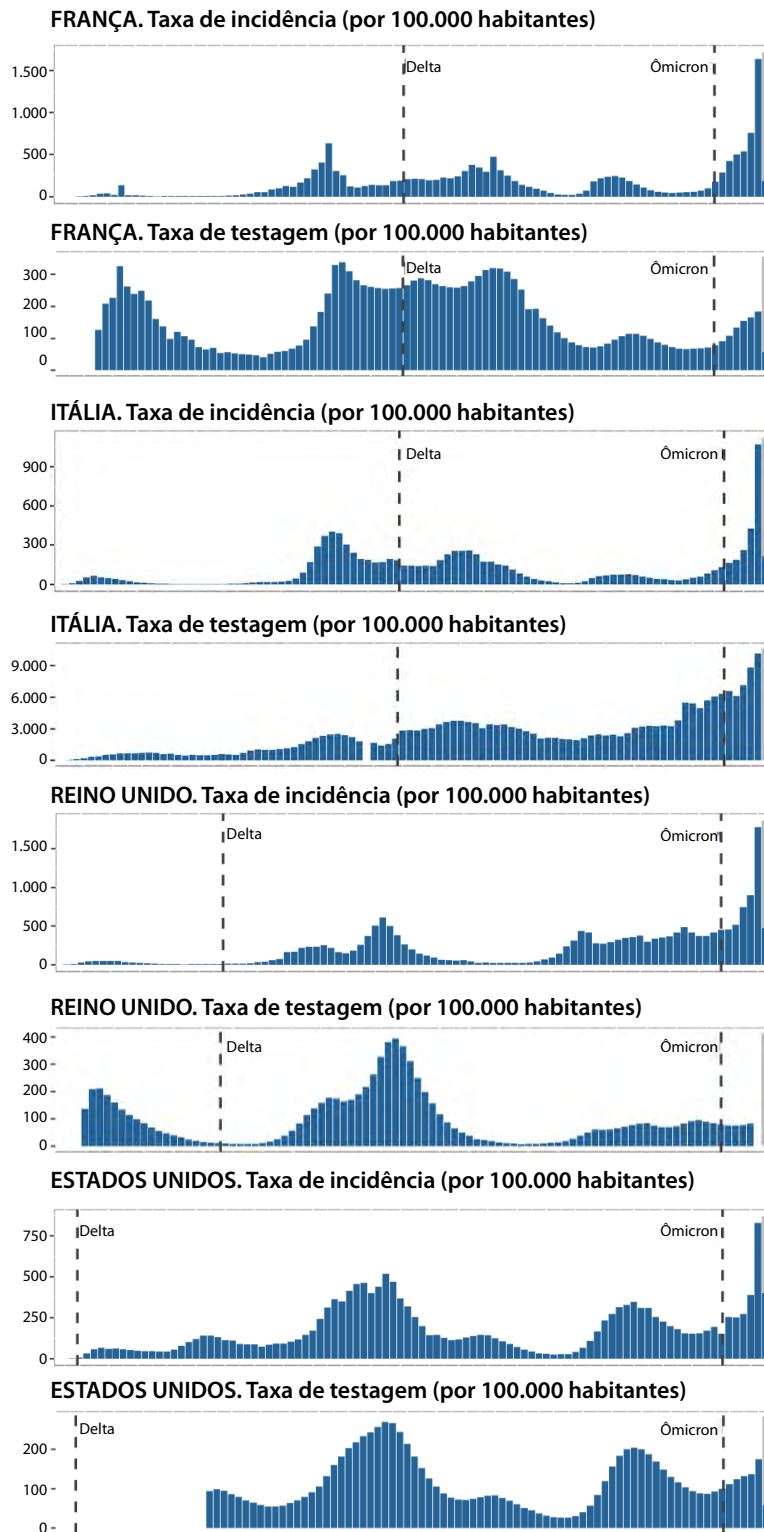 FRANÇA. Taxa de incidência (por 100.000 habitantes)
Delta
Ômicron
1.500
1.000
500
0
FRANÇA. Taxa de testagem (por 100.000 habitantes)
Delta
Ômicron
300
200
100
0
ITÁLIA. Taxa de incidência (por 100.000 habitantes)
Delta
Ômicron
900
600
300
0
ITÁLIA. Taxa de testagem (por 100.000 habitantes)
9.000
6.000
3.000
0
REINO UNIDO. Taxa de incidência (por 100.000 habitantes)
Delta
Ômicron
1.500
1.000
500
0
REINO UNIDO. Taxa de testagem (por 100.000 habitantes)
Delta
Ômicron
400
300
200
100
0
ESTADOS UNIDOS. Taxa de incidência (por 100.000 habitantes)
Delta
Ômicron
750
500
250
0
ESTADOS UNIDOS. Taxa de testagem (por 100.000 habitantes)
Delta
Ômicron
200
100
0